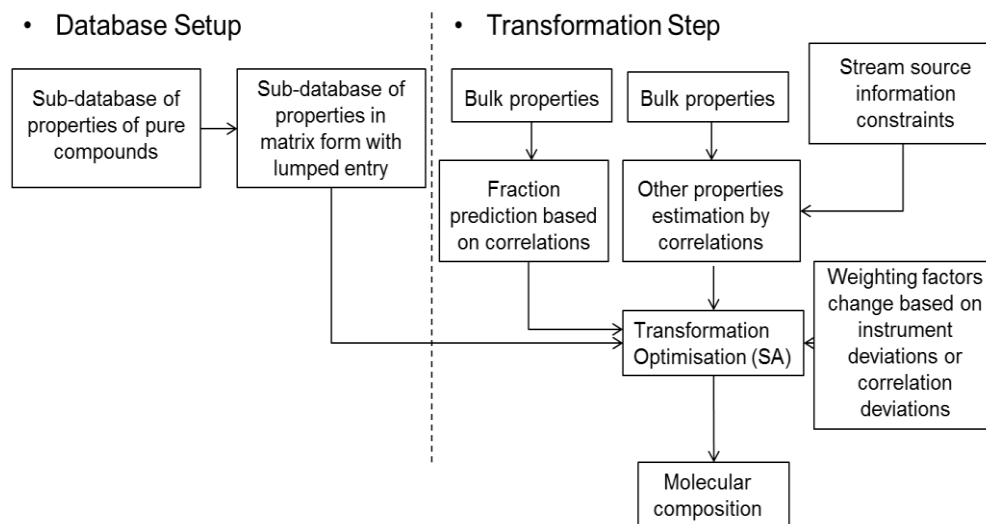 • Database Setup
• Transformation Step
Sub-database of
properties of pure
compounds
Sub-database of
properties in
matrix form with
lumped entry
Bulk properties
Bulk properties
Stream source
information
constraints
Fraction
prediction based
on correlations
Other properties
estimation by
correlations
Weighting factors
change based on
instrument
deviations or
correlation
deviations
Transformation
Optimisation (SA)
Molecular
composition